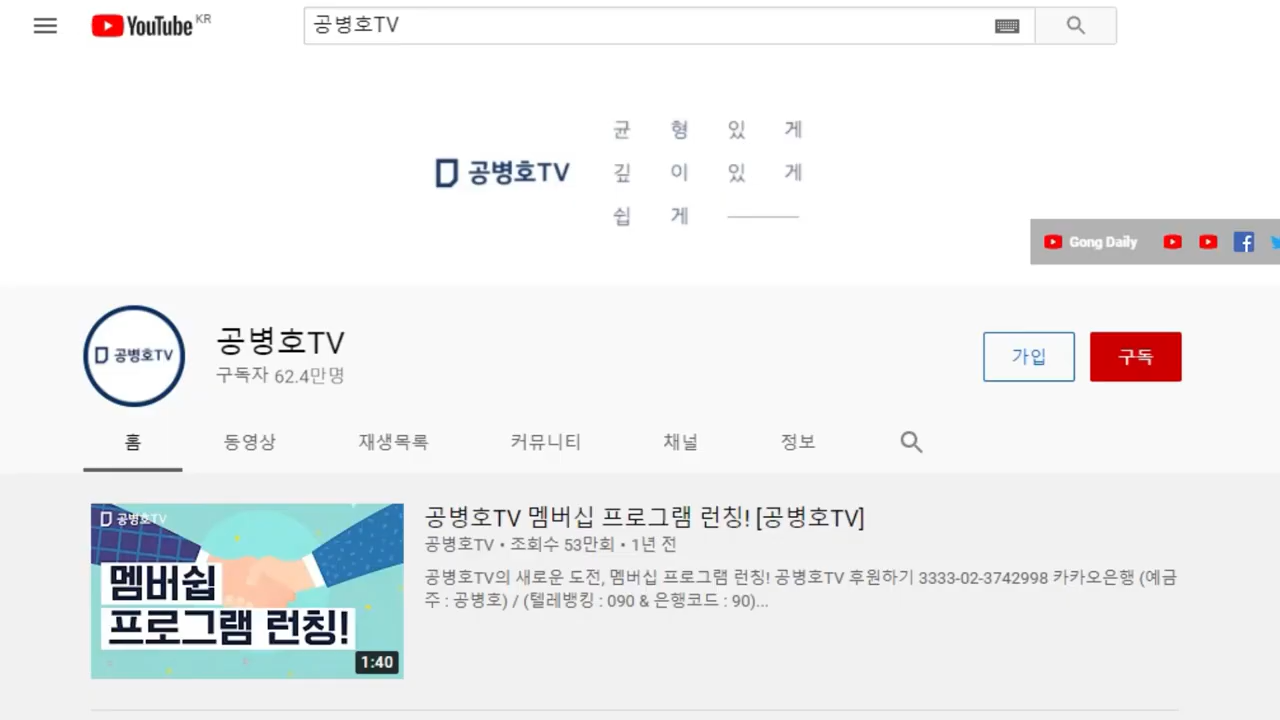 YouTube KR
공병호TV
균 형 있 게
공병호TV
깊 이 있 게
쉽 게
Gong Daily
공병호TV
공병호TV
구독자 62.4만명
가입
구독
홈
동영상
재생목록
커뮤니티
채널
정보
공병호TV
멤버쉽
프로그램 런칭!
1:40
공병호TV 멤버십 프로그램 런칭! [공병호TV]
공병호TV • 조회수 53만회 • 1년 전
공병호TV의 새로운 도전, 멤버십 프로그램 런칭! 공병호TV 후원하기 3333-02-3742998 카카오은행 (예금
주 : 공병호) / (텔레뱅킹 : 090 & 은행코드 : 90)...